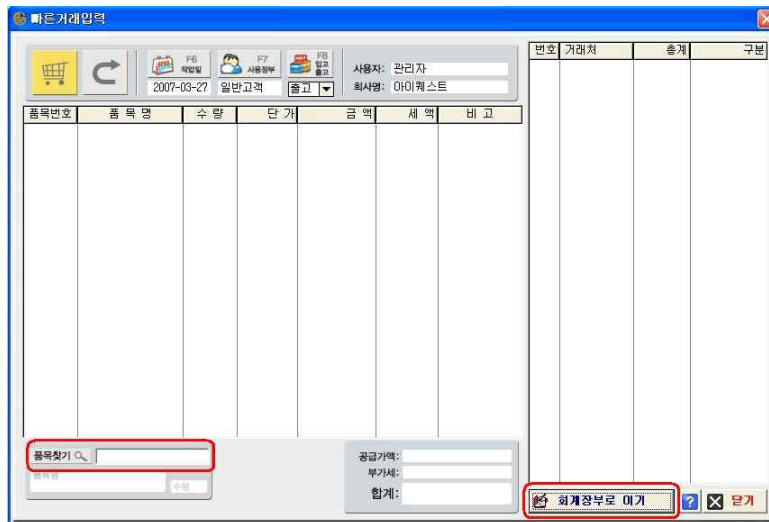 빠른거래입력
F6 작업일
F7 사용장부
F8 입고 출고
2007-03-27 일반고객 출고
사용자: 관리자
회사명: 아이퀘스트
품목번호 품 목 명 수 량 단 가 금 액 세 액 비 고
번호 거래처 총계 구분
품목찾기
품목명
수량
공급가액:
부가세:
합계:
회계장부로 이기 ? 닫기